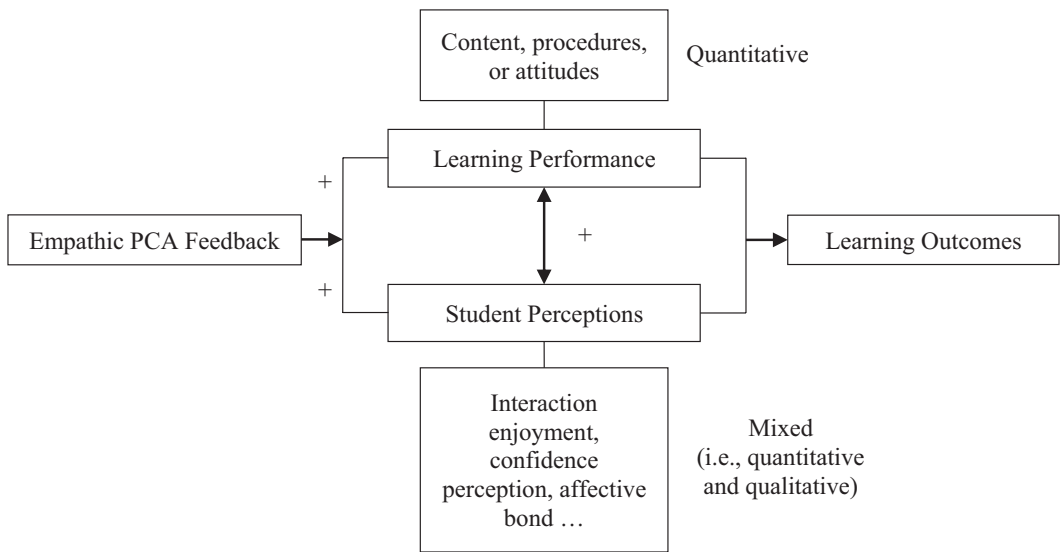 Content, procedures,
or attitudes
Quantitative
Learning Performance
+
Empathic PCA Feedback
+
Learning Outcomes
+
Student Perceptions
Interaction
enjoyment,
confidence
perception, affective
bond …
Mixed
(i.e., quantitative
and qualitative)